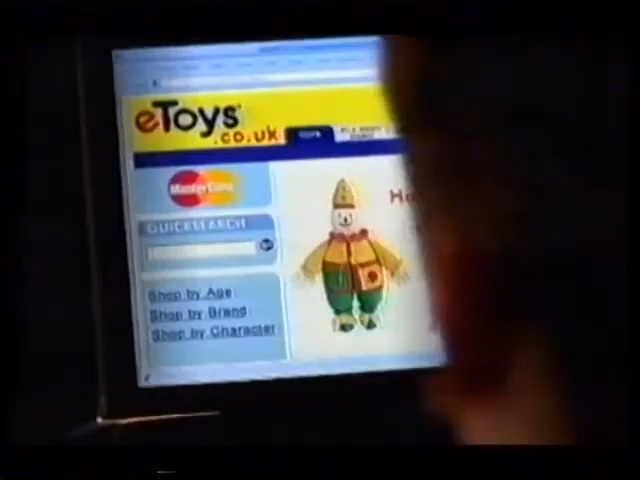 eToys
.co.uk
MasterCard
QUICKSEARCH
Shop by Age
Shop by Brand
Shop by Character